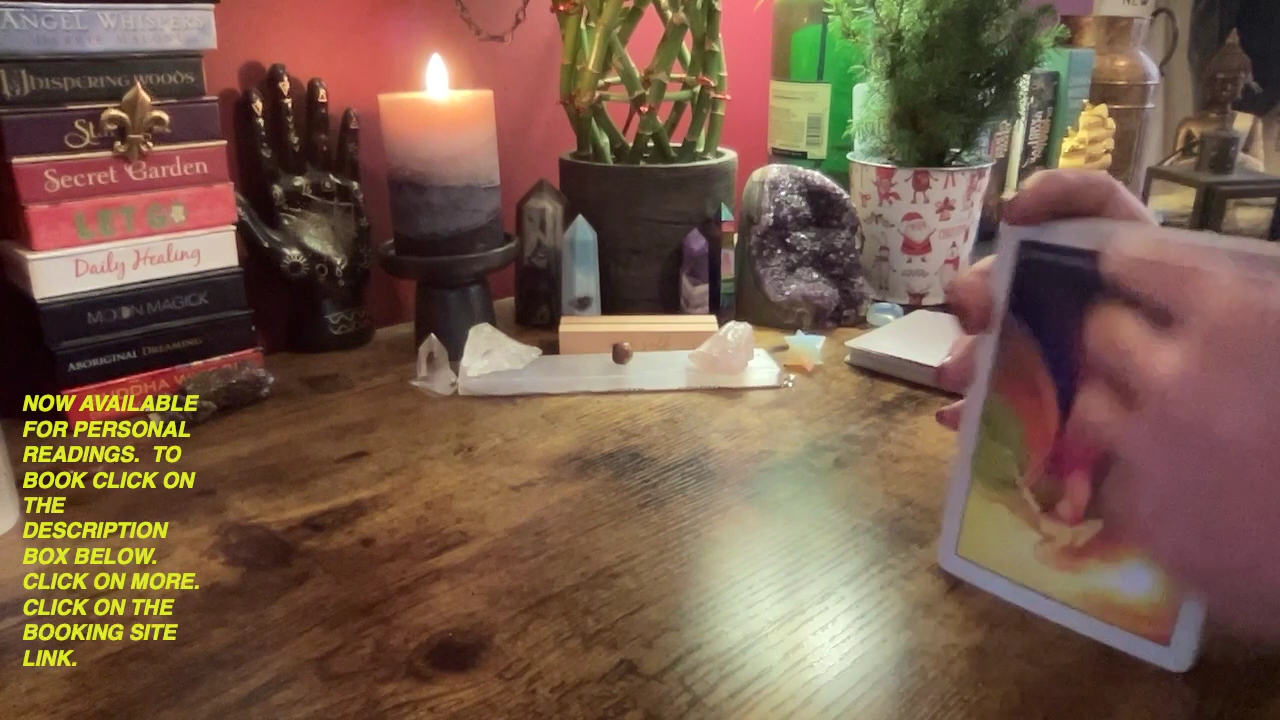 ANGEL WHISPERS
WHISPERING WOODS
Secret Garden
LET GO
Daily Healing
MOON MAGICK
ABORIGINAL DREAMING
NOW AVAILABLE
FOR PERSONAL
READINGS. TO
BOOK CLICK ON
THE
DESCRIPTION
BOX BELOW.
CLICK ON MORE.
CLICK ON THE
BOOKING SITE
LINK.